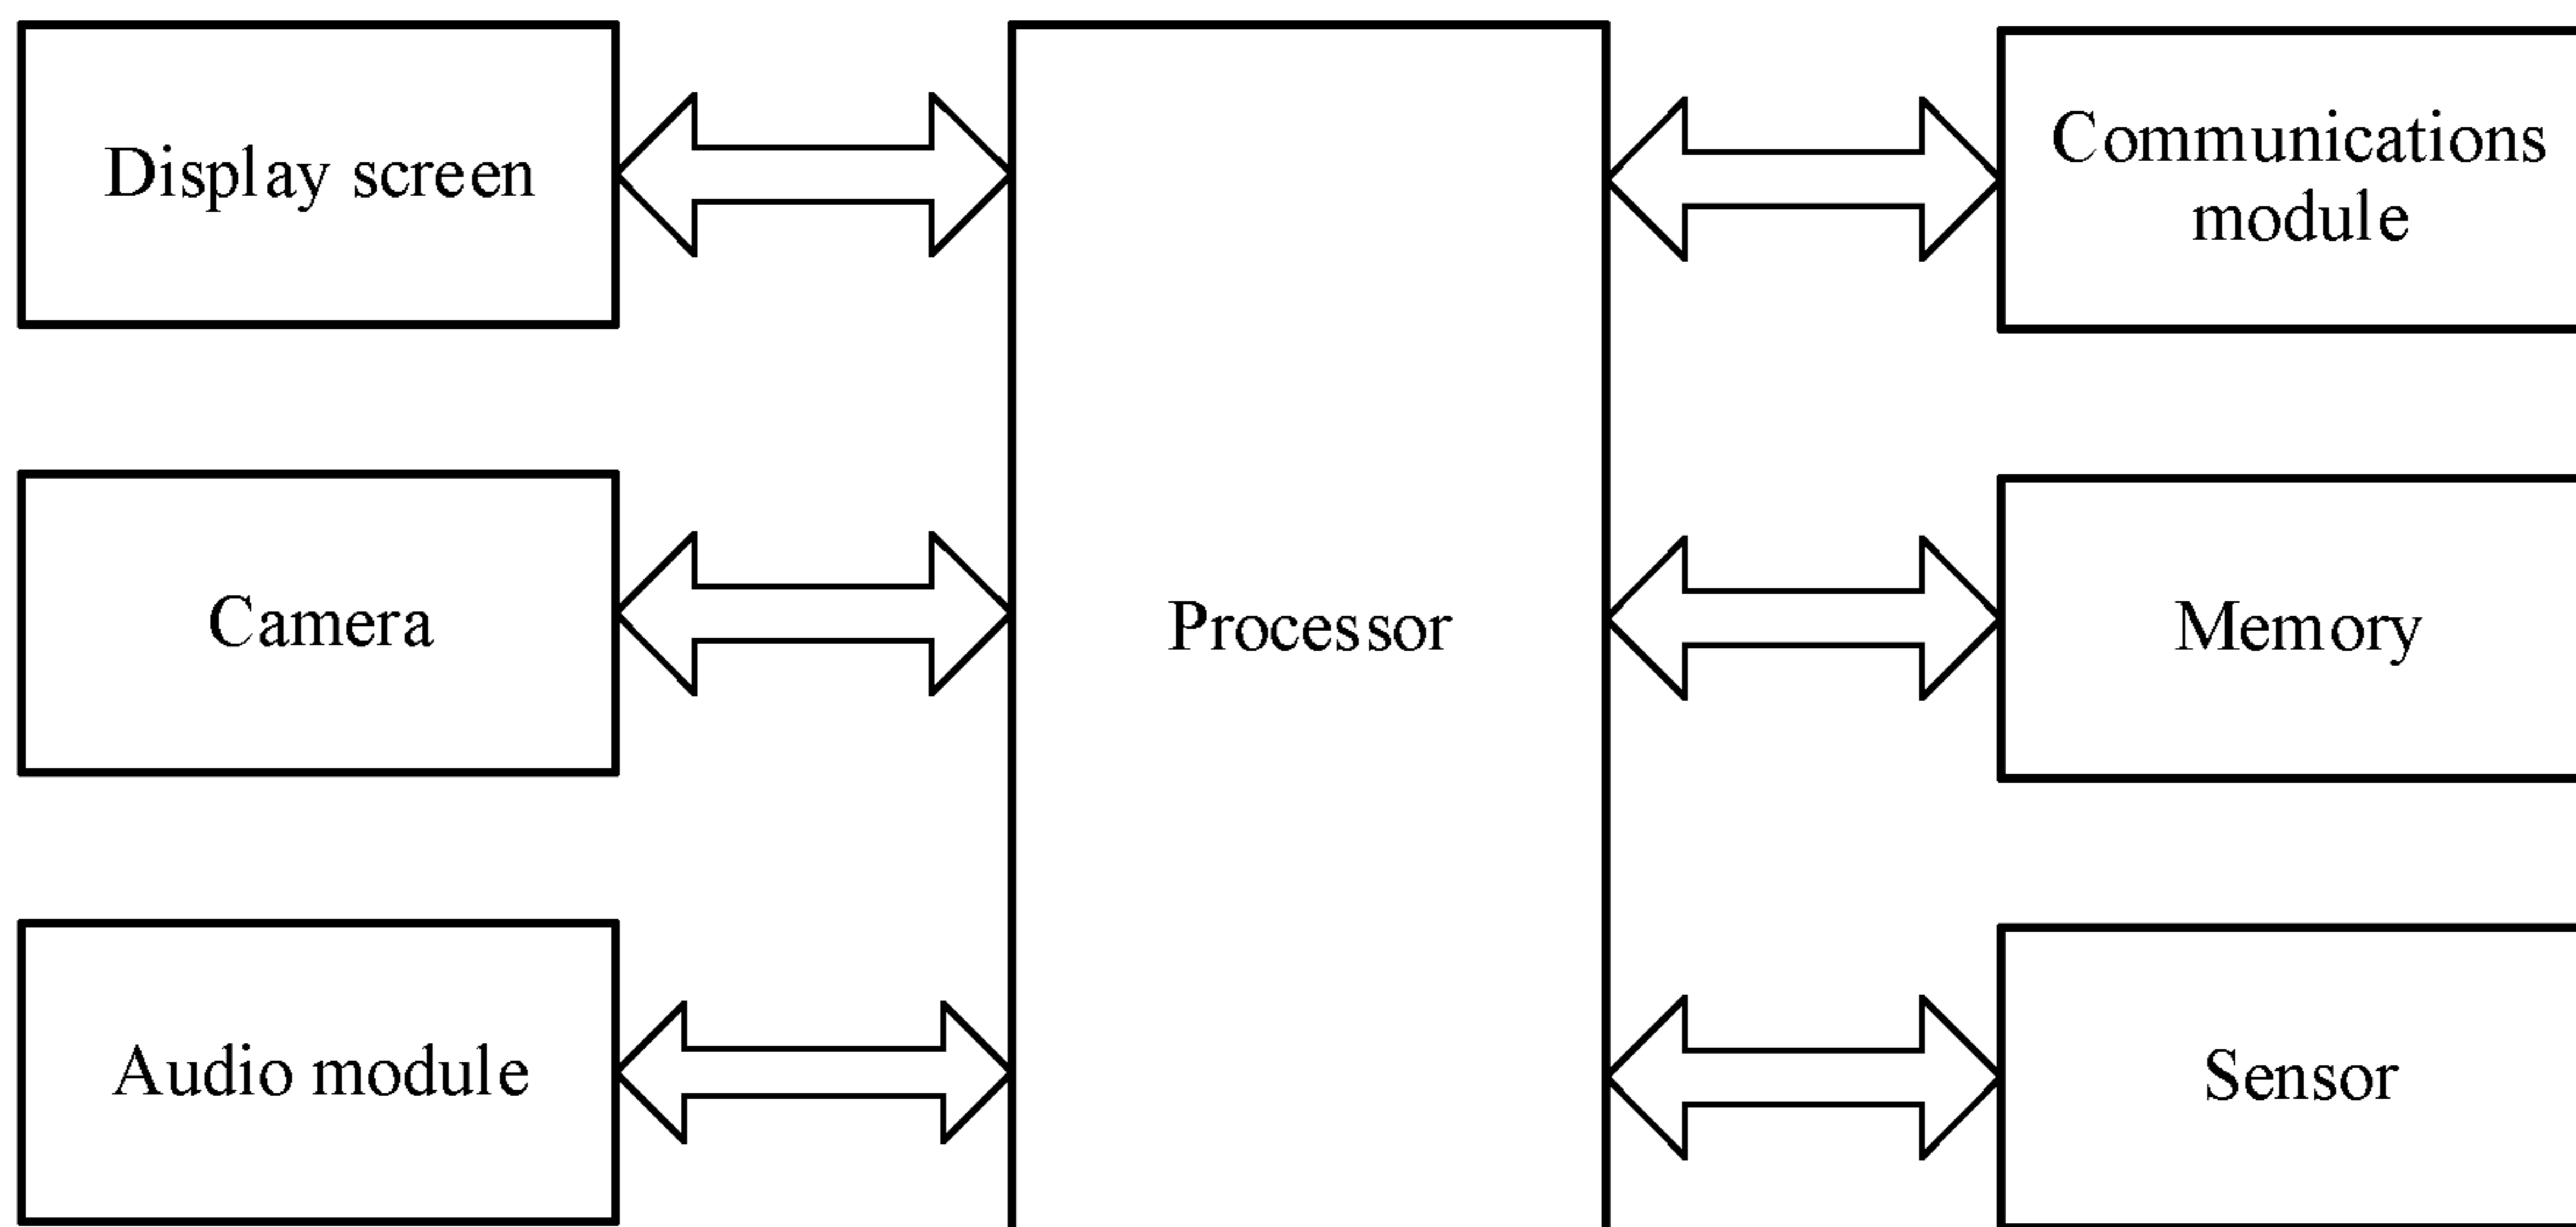 Display screen
Communications
module
Camera
Processor
Memory
Audio module
Sensor